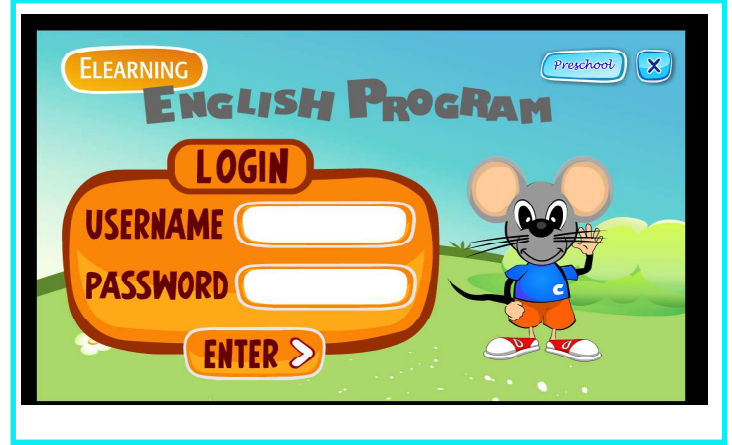 ELEARNING
Preschool
X
ENGLISH PROGRAM
LOGIN
USERNAME
PASSWORD
ENTER >
C